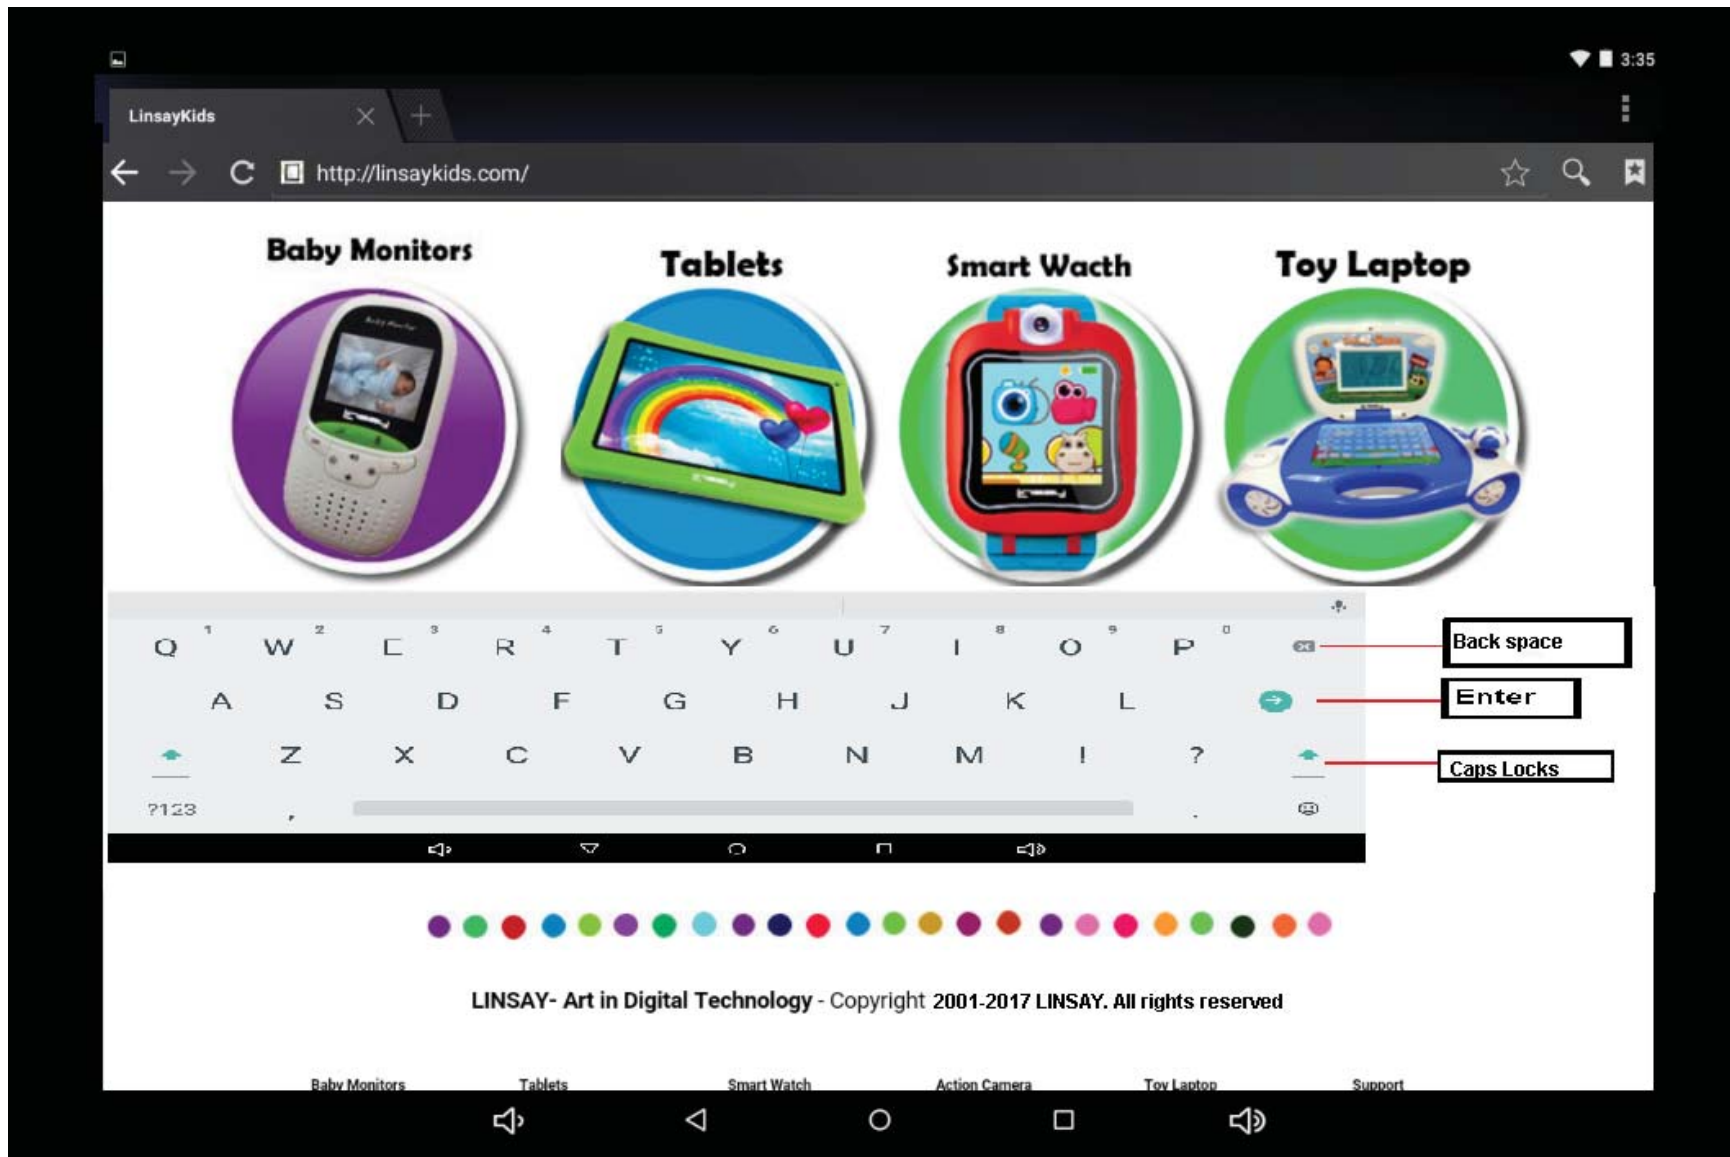 3:35
LinsayKids
http://linsaykids.com/
Baby Monitors
Tablets
Smart Wacth
Toy Laptop
Baby Monitor
Q 1 W 2 E 3 R 4 T 5 Y 6 U 7 I 8 O 9 P 0
Back space
A S D F G H J K L
Enter
Z X C V B N M ! ?
Caps Locks
?123 , .
LINSAY- Art in Digital Technology - Copyright 2001-2017 LINSAY. All rights reserved
Baby Monitors Tablets Smart Watch Action Camera Toy Laptop Support